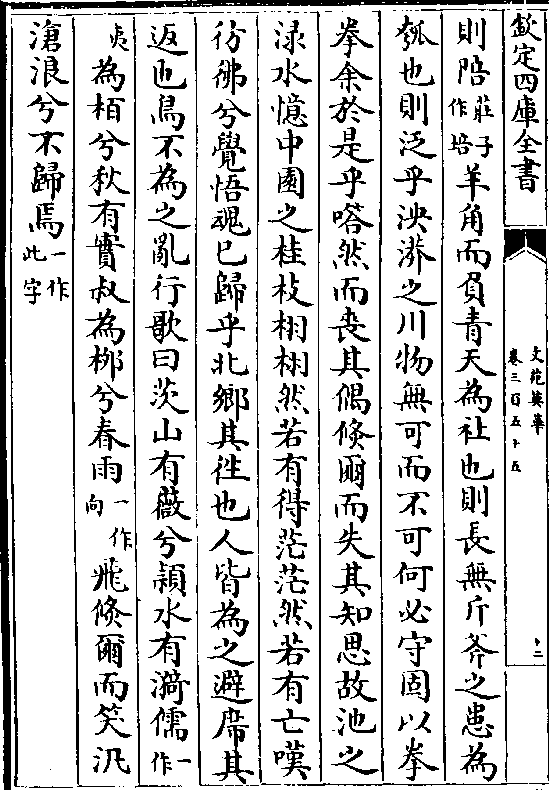 欽定四庫全書
文苑英華
卷三百五十五
十二
則陪莊子作培羊角而負青天為社也則長無斤斧之患為
瓠也則泛乎泱漭之川物無可而不可何必守固以拳
拳余於是乎嗒然而喪其偶倏爾而失其知思故池之
淥水憶中園之桂枝栩栩然若有得茫茫然若有亡嘆
彷彿兮覺悟魂已歸乎北鄉其徃也人皆為之避席其
返也鳥不為之亂行歌曰茨山有薇兮頴水有漪儒一作
夷為栢兮秋有實叔為栁兮春雨一作向飛倏爾而笑汎
滄浪兮不歸焉一作此字